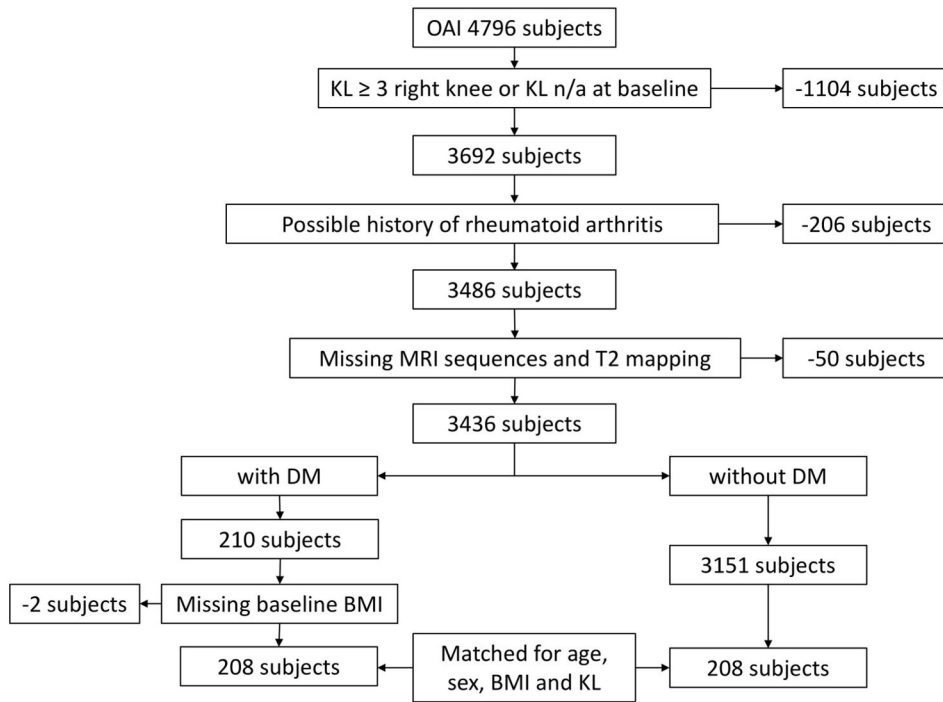 OAI 4796 subjects
KL ≥ 3 right knee or KL n/a at baseline
-1104 subjects
3692 subjects
Possible history of rheumatoid arthritis
-206 subjects
3486 subjects
Missing MRI sequences and T2 mapping
-50 subjects
3436 subjects
with DM
without DM
210 subjects
3151 subjects
-2 subjects
Missing baseline BMI
208 subjects
Matched for age,
sex, BMI and KL
208 subjects